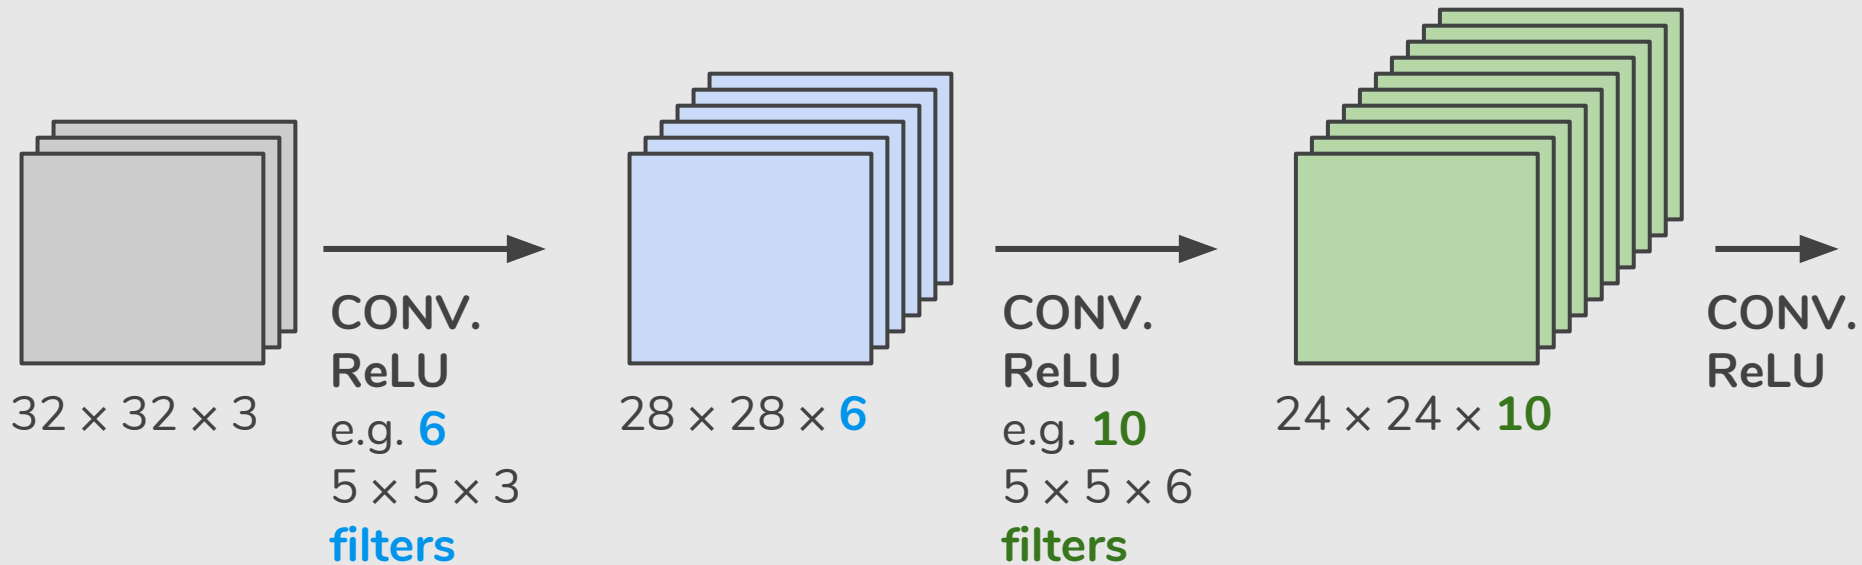 32 × 32 × 3
CONV.
ReLU
e.g. 6
5 × 5 × 3
filters
28 × 28 × 6
CONV.
ReLU
e.g. 10
5 × 5 × 6
filters
24 × 24 × 10
CONV.
ReLU